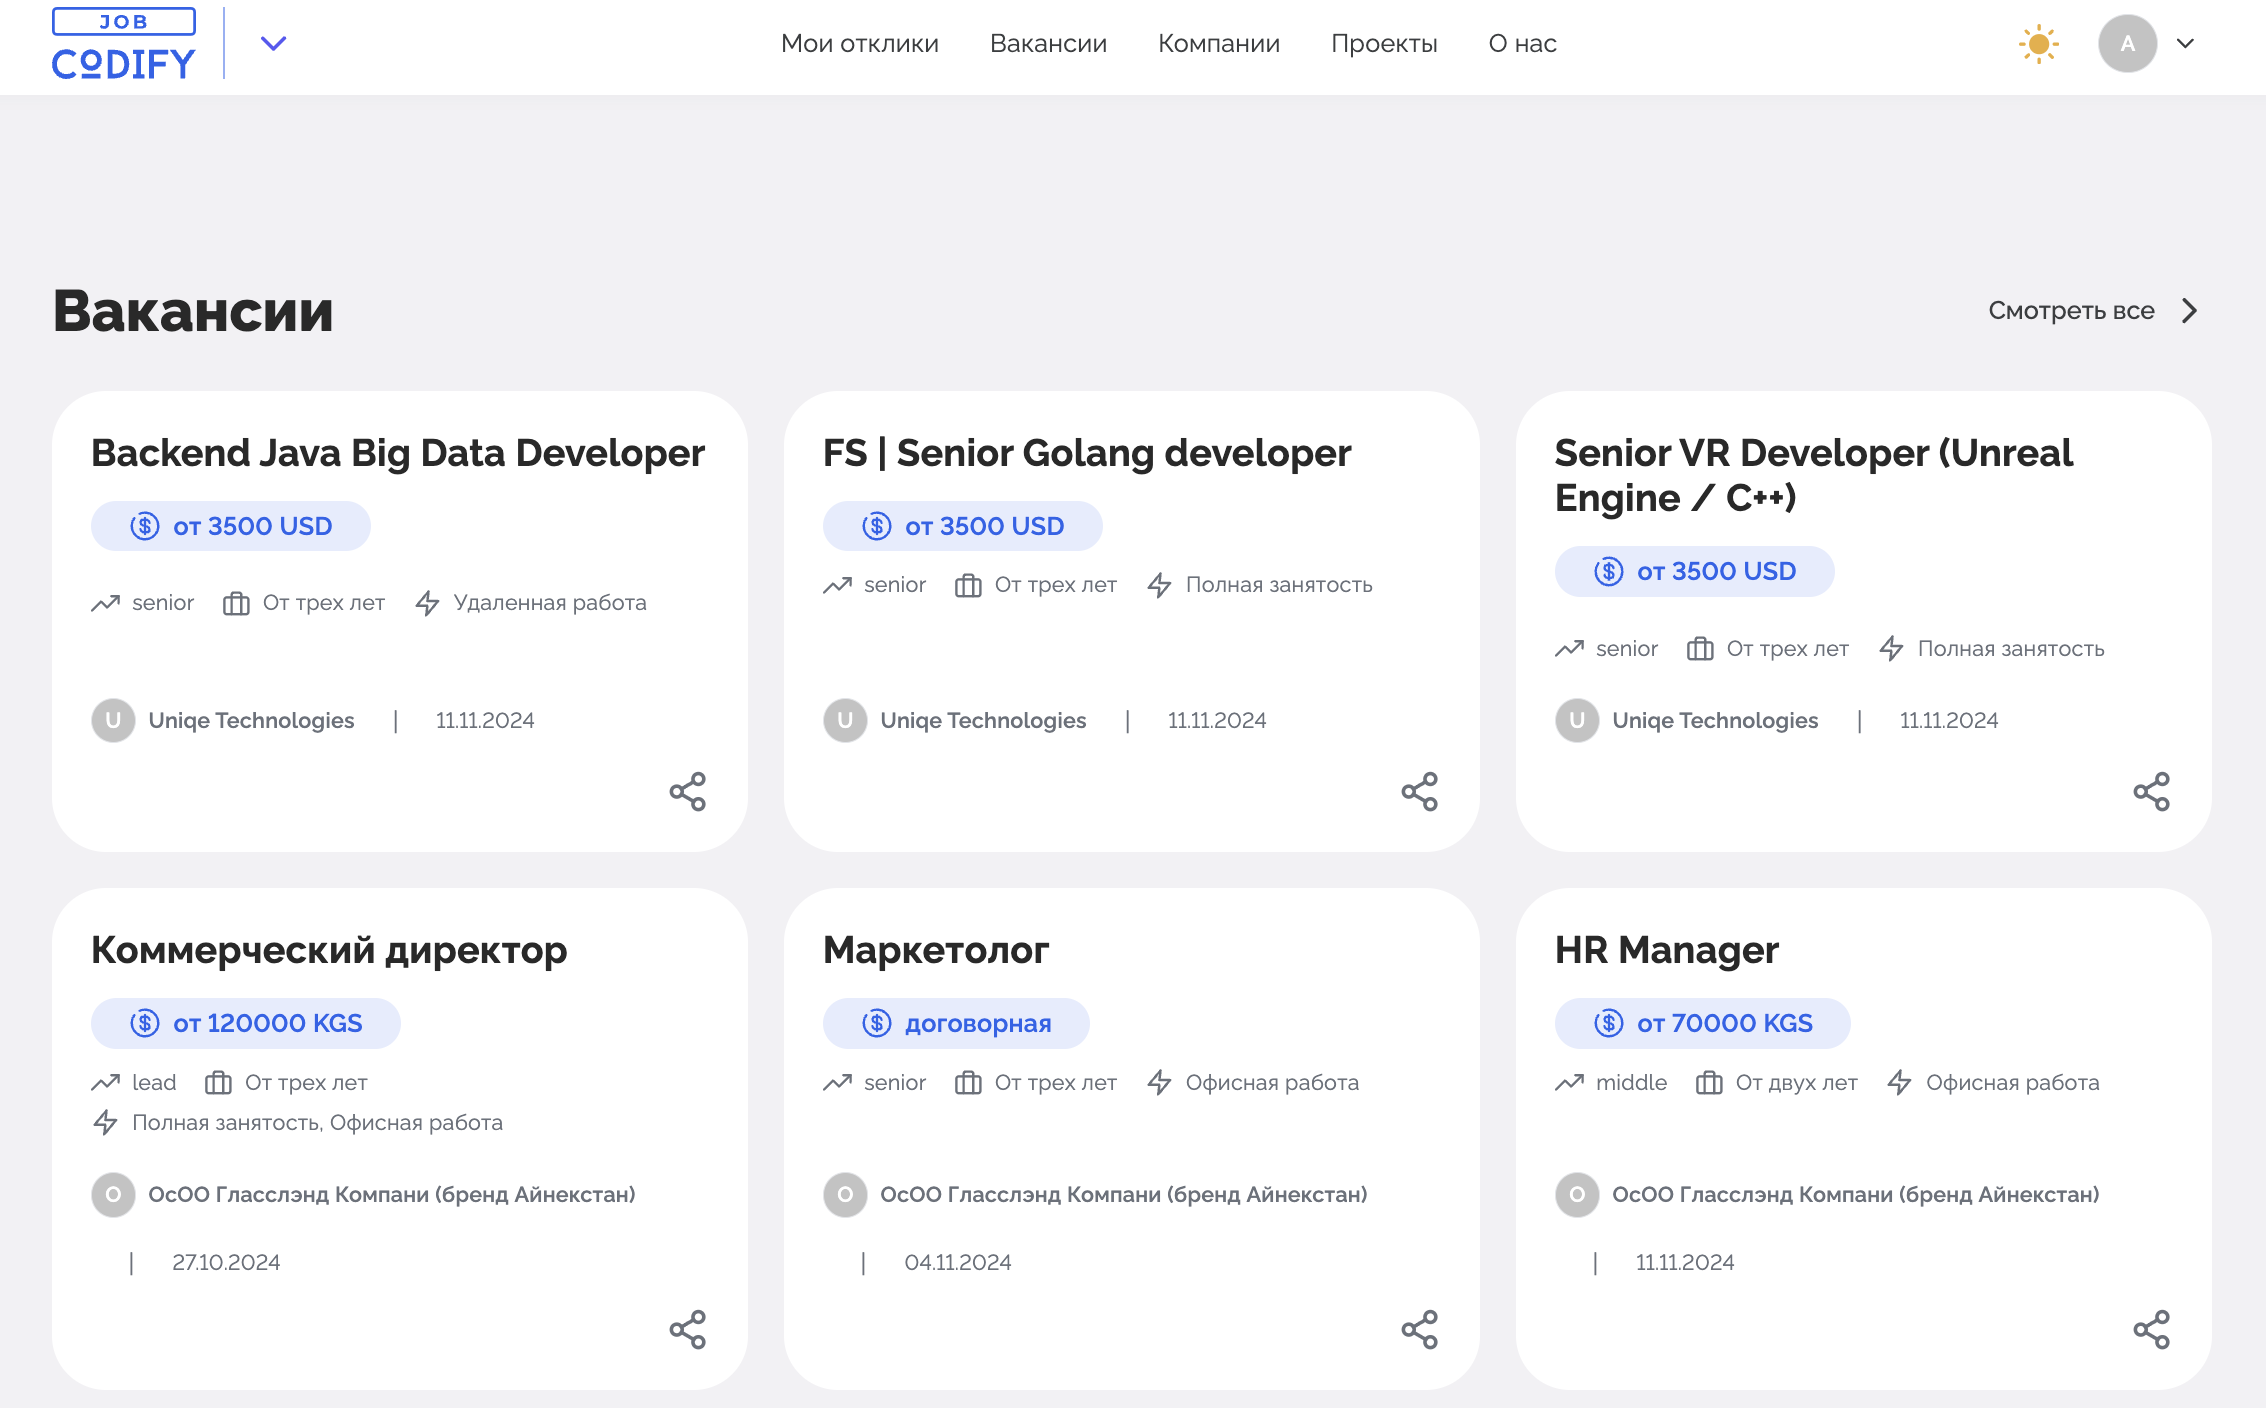 JOB
CODIFY
Мои отклики
Вакансии
Компании
Проекты
О нас
A
Вакансии
Смотреть все
Backend Java Big Data Developer
от 3500 USD
senior
От трех лет
Удаленная работа
U
Uniqe Technologies
|
11.11.2024
FS | Senior Golang developer
от 3500 USD
senior
От трех лет
Полная занятость
U
Uniqe Technologies
|
11.11.2024
Senior VR Developer (Unreal
Engine / C++)
от 3500 USD
senior
От трех лет
Полная занятость
U
Uniqe Technologies
|
11.11.2024
Коммерческий директор
от 120000 KGS
lead
От трех лет
Полная занятость, Офисная работа
О
ОсОО Гласслэнд Компани (бренд Айнекстан)
|
27.10.2024
Маркетолог
договорная
senior
От трех лет
Офисная работа
О
ОсОО Гласслэнд Компани (бренд Айнекстан)
|
04.11.2024
HR Manager
от 70000 KGS
middle
От двух лет
Офисная работа
О
ОсОО Гласслэнд Компани (бренд Айнекстан)
|
11.11.2024